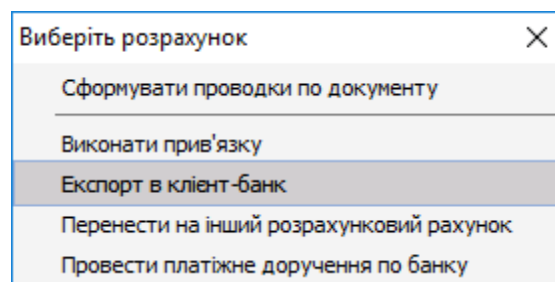 Виберіть розрахунок
Сформувати проводки по документу
Виконати прив'язку
Експорт в клієнт-банк
Перенести на інший розрахунковий рахунок
Провести платіжне доручення по банку